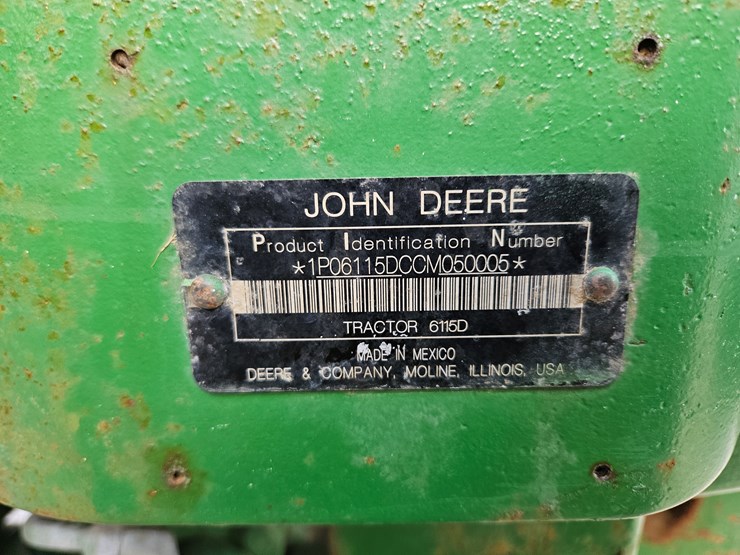 JOHN DEERE
Product Identification Number
*1P06115DCCM050005*
TRACTOR 6115D
MADE IN MEXICO
DEERE & COMPANY, MOLINE, ILLINOIS, USA